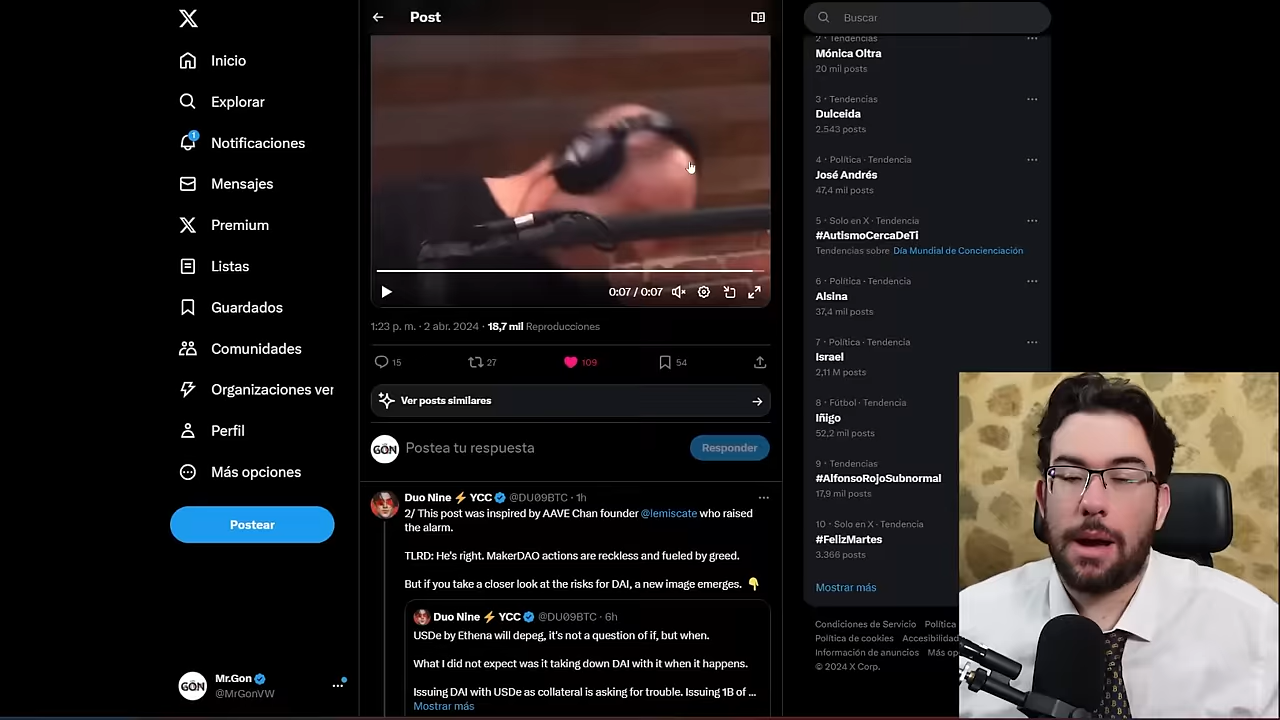 Inicio
Explorar
1
Notificaciones
Mensajes
Premium
Listas
Guardados
Comunidades
Organizaciones ver
Perfil
Más opciones
Postear
GON
Mr.Gon
@MrGonVW
Post
0:07 / 0:07
1:23 p. m. · 2 abr. 2024 · 18,7 mil Reproducciones
15 27 109 54
Ver posts similares
GON
Postea tu respuesta
Responder
Duo Nine ⚡ YCC @DU09BTC · 1h
2/ This post was inspired by AAVE Chan founder @lemiscate who raised
the alarm.
TLRD: He's right. MakerDAO actions are reckless and fueled by greed.
But if you take a closer look at the risks for DAI, a new image emerges. 👇
Duo Nine ⚡ YCC @DU09BTC · 6h
USDe by Ethena will depeg, it's not a question of if, but when.
What I did not expect was it taking down DAI with it when it happens.
Issuing DAI with USDe as collateral is asking for trouble. Issuing 1B of ...
Mostrar más
Buscar
2 · Tendencias
Mónica Oltra
20 mil posts
3 · Tendencias
Dulceida
2.543 posts
4 · Política · Tendencia
José Andrés
47,4 mil posts
5 · Solo en X · Tendencia
#AutismoCercaDeTi
Tendencias sobre Día Mundial de Concienciación
6 · Política · Tendencia
Alsina
37,4 mil posts
7 · Política · Tendencia
Israel
2,11 M posts
8 · Fútbol · Tendencia
Iñigo
52,2 mil posts
9 · Tendencias
#AlfonsoRojoSubnormal
17,9 mil posts
10 · Solo en X · Tendencia
#FelizMartes
3.366 posts
Mostrar más
Condiciones de Servicio Política
Política de cookies Accesibilidad
Información de anuncios Más op
© 2024 X Corp.